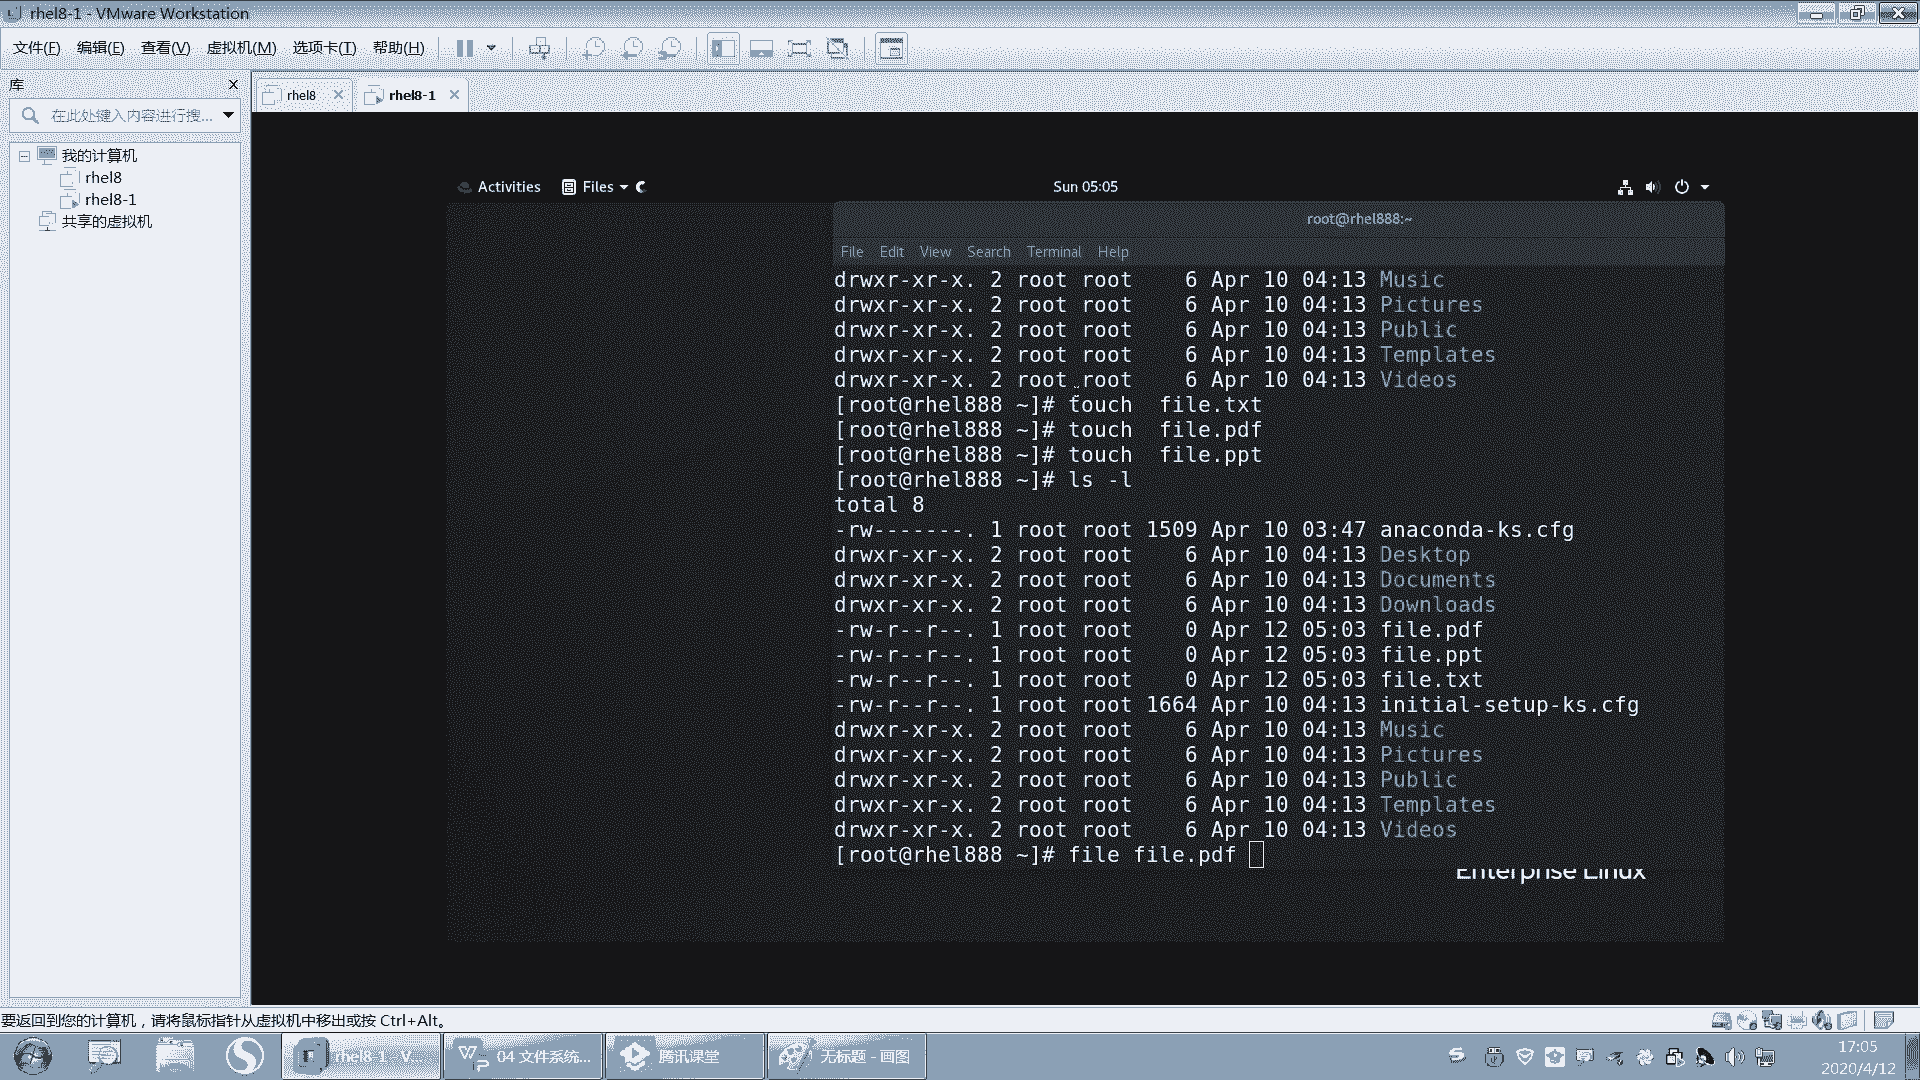 rhel8-1 - VMware Workstation
文件(F) 编辑(E) 查看(V) 虚拟机(M) 选项卡(T) 帮助(H)
库
在此处键入内容进行搜...
我的计算机
rhel8
rhel8-1
共享的虚拟机
rhel8
rhel8-1
Activities Files Sun 05:05
root@rhel888:~
File Edit View Search Terminal Help
drwxr-xr-x. 2 root root 6 Apr 10 04:13 Music
drwxr-xr-x. 2 root root 6 Apr 10 04:13 Pictures
drwxr-xr-x. 2 root root 6 Apr 10 04:13 Public
drwxr-xr-x. 2 root root 6 Apr 10 04:13 Templates
drwxr-xr-x. 2 root root 6 Apr 10 04:13 Videos
[root@rhel888 ~]# touch  file.txt
[root@rhel888 ~]# touch  file.pdf
[root@rhel888 ~]# touch  file.ppt
[root@rhel888 ~]# ls -l
total 8
-rw-------. 1 root root 1509 Apr 10 03:47 anaconda-ks.cfg
drwxr-xr-x. 2 root root 6 Apr 10 04:13 Desktop
drwxr-xr-x. 2 root root 6 Apr 10 04:13 Documents
drwxr-xr-x. 2 root root 6 Apr 10 04:13 Downloads
-rw-r--r--. 1 root root 0 Apr 12 05:03 file.pdf
-rw-r--r--. 1 root root 0 Apr 12 05:03 file.ppt
-rw-r--r--. 1 root root 0 Apr 12 05:03 file.txt
-rw-r--r--. 1 root root 1664 Apr 10 04:13 initial-setup-ks.cfg
drwxr-xr-x. 2 root root 6 Apr 10 04:13 Music
drwxr-xr-x. 2 root root 6 Apr 10 04:13 Pictures
drwxr-xr-x. 2 root root 6 Apr 10 04:13 Public
drwxr-xr-x. 2 root root 6 Apr 10 04:13 Templates
drwxr-xr-x. 2 root root 6 Apr 10 04:13 Videos
[root@rhel888 ~]# file file.pdf
Enterprise Linux
要返回到您的计算机，请将鼠标指针从虚拟机中移出或按 Ctrl+Alt。
rhel8-1 - V... 04 文件系统... 腾讯课堂 无标题 - 画图
17:05
2020/4/12